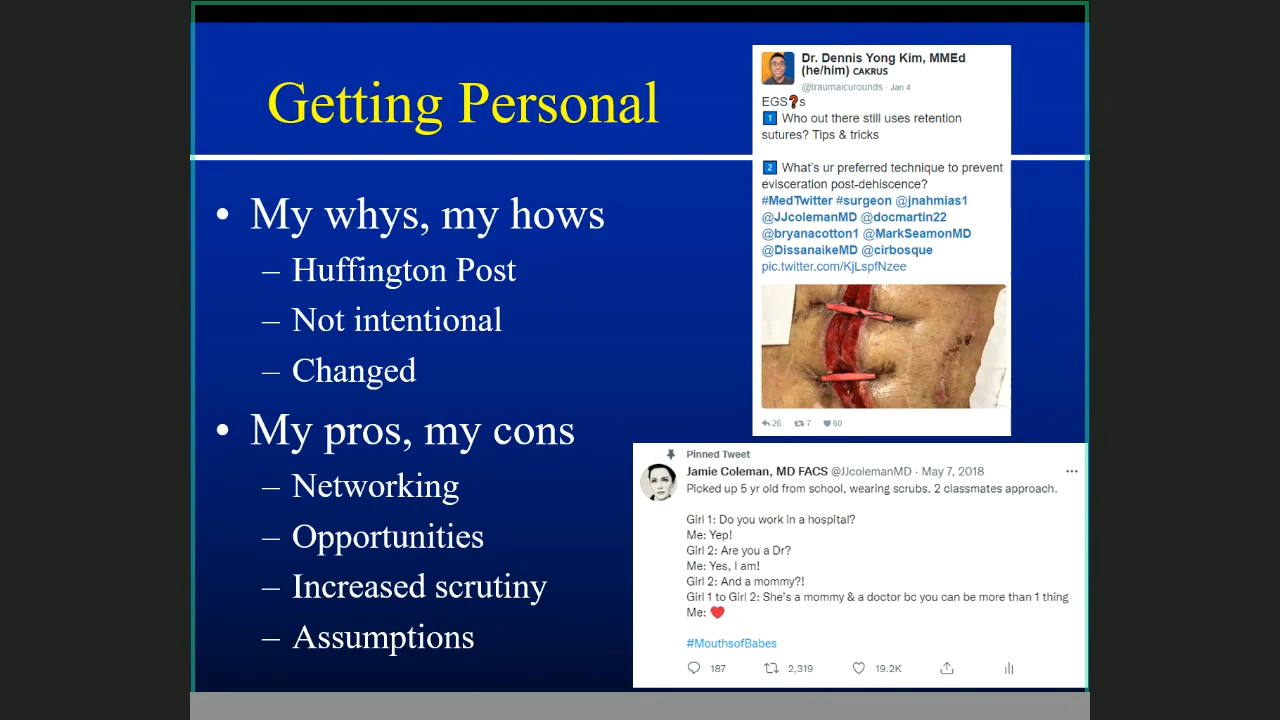 Getting Personal
• My whys, my hows
– Huffington Post
– Not intentional
– Changed
• My pros, my cons
– Networking
– Opportunities
– Increased scrutiny
– Assumptions
Dr. Dennis Yong Kim, MMEd
(he/him) CAKRUS
@traumaicurounds · Jan 4
EGS❓s
1️⃣ Who out there still uses retention
sutures? Tips & tricks
2️⃣ What's ur preferred technique to prevent
evisceration post-dehiscence?
#MedTwitter #surgeon @jnahmias1
@JJcolemanMD @docmartin22
@bryanacotton1 @MarkSeamonMD
@DissanaikeMD @cirbosque
pic.twitter.com/KjLspfNzee
26 7 60
Pinned Tweet
Jamie Coleman, MD FACS @JJcolemanMD · May 7, 2018
Picked up 5 yr old from school, wearing scrubs. 2 classmates approach.
Girl 1: Do you work in a hospital?
Me: Yep!
Girl 2: Are you a Dr?
Me: Yes, I am!
Girl 2: And a mommy?!
Girl 1 to Girl 2: She's a mommy & a doctor bc you can be more than 1 thing
Me: ❤️
#MouthsofBabes
187 2,319 19.2K